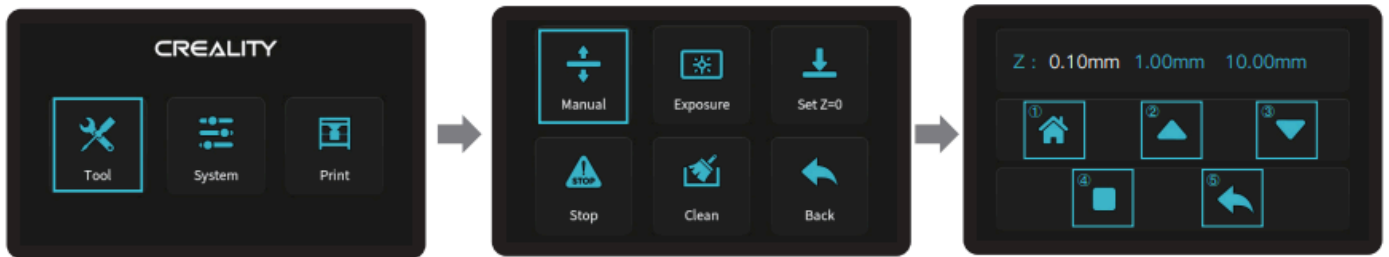 CREALITY
Tool System Print
Manual Exposure Set Z=0
STOP
Stop Clean Back
Z : 0.10mm 1.00mm 10.00mm
① ② ③
④ ⑤